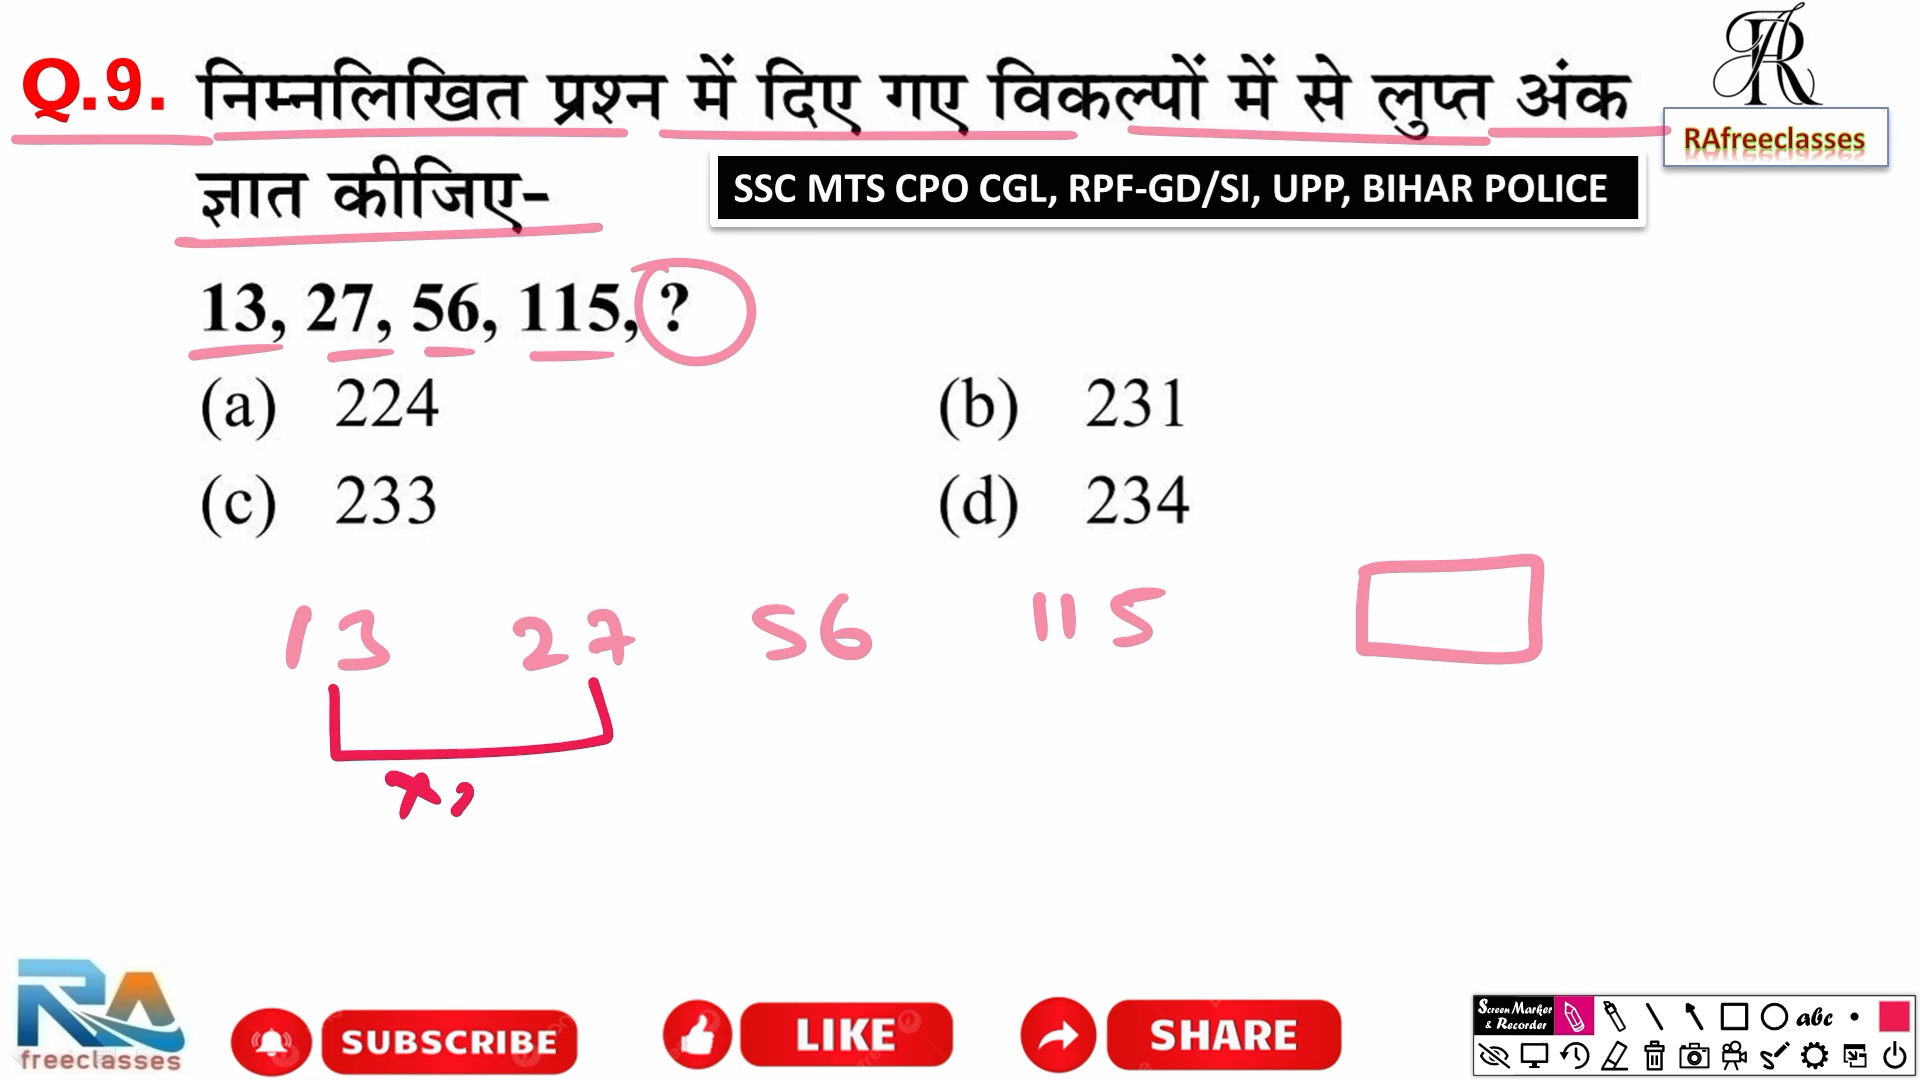 Q.9. निम्नलिखित प्रश्न में दिए गए विकल्पों में से लुप्त अंक
ज्ञात कीजिए-
RAfreeclasses
SSC MTS CPO CGL, RPF-GD/SI, UPP, BIHAR POLICE
13, 27, 56, 115, ?
(a) 224 (b) 231
(c) 233 (d) 234
13 27 56 115
×,
RA
freeclasses
SUBSCRIBE LIKE SHARE
Screen Marker
& Recorder
abc